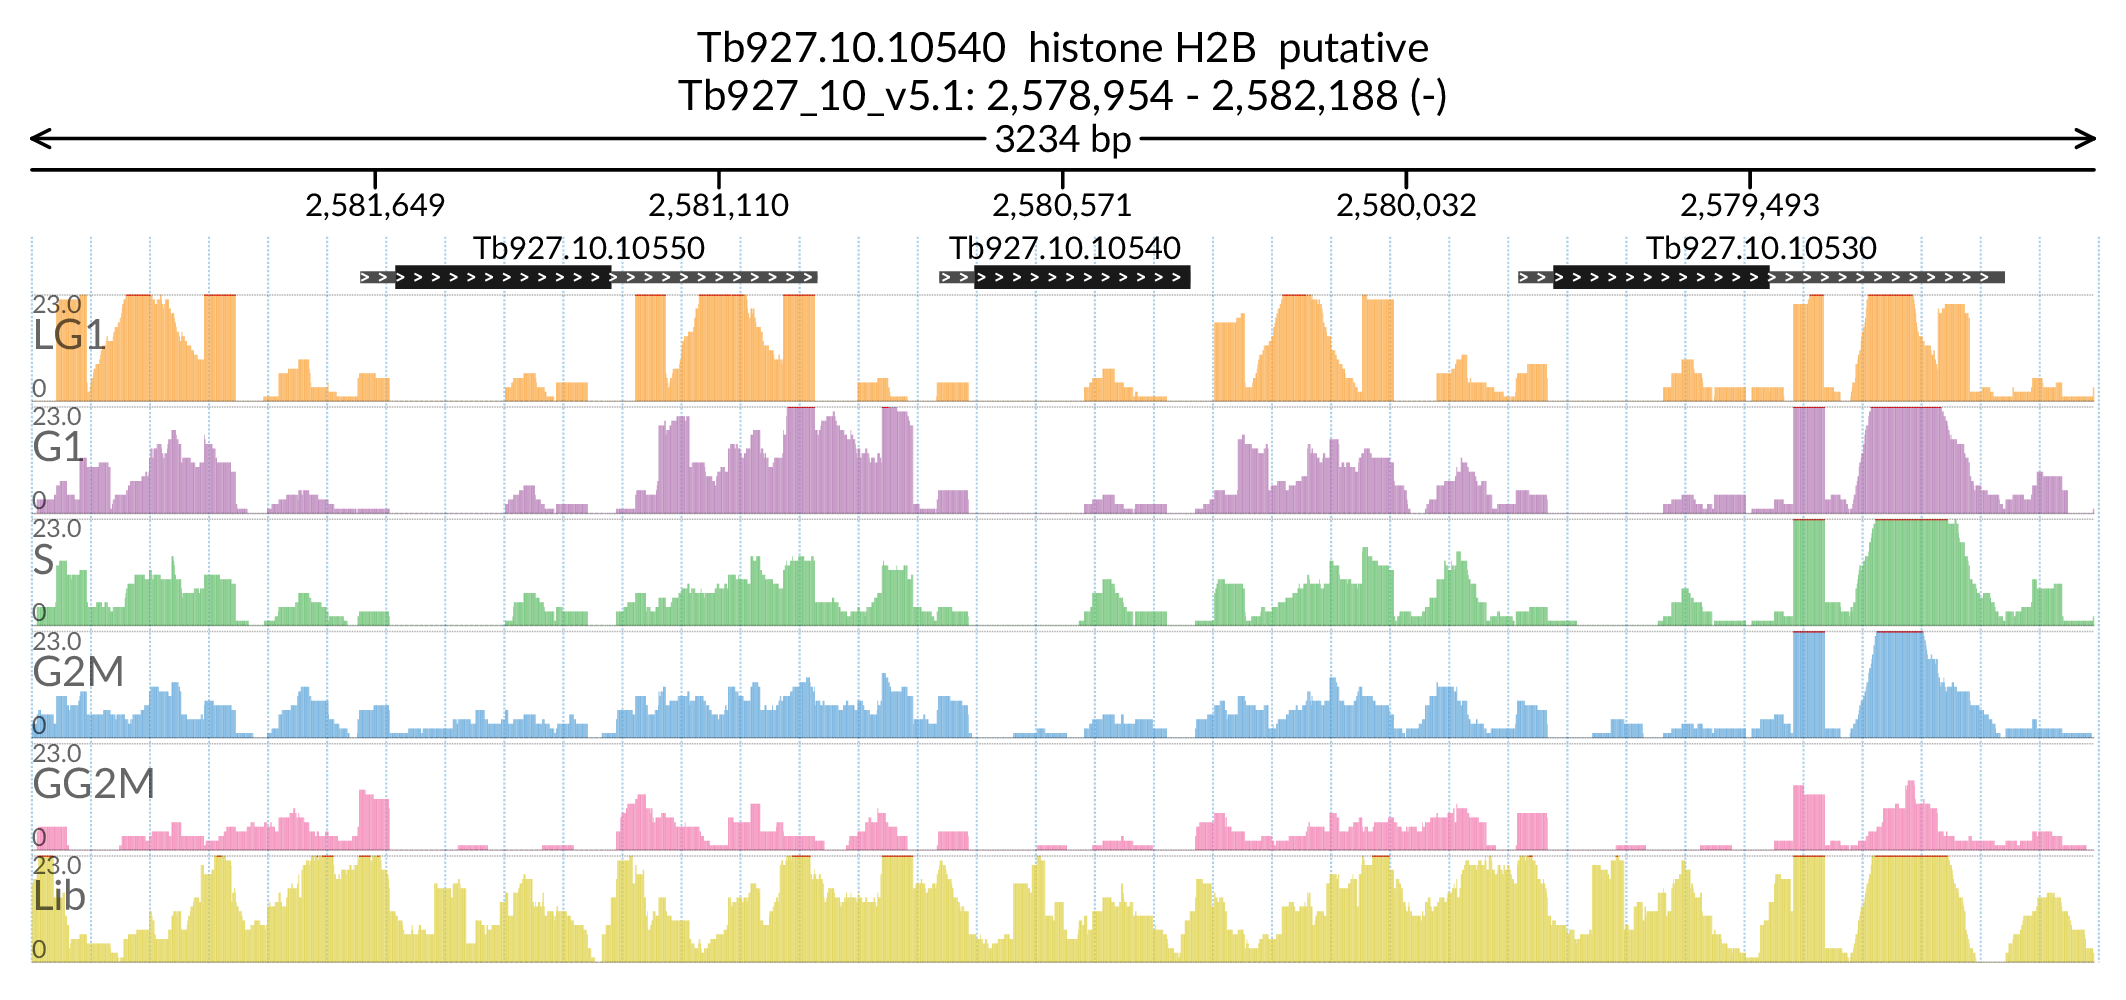 Tb927.10.10540  histone H2B  putative
Tb927_10_v5.1: 2,578,954 - 2,582,188 (-)
3234 bp
2,581,649 2,581,110 2,580,571 2,580,032 2,579,493
Tb927.10.10550 Tb927.10.10540 Tb927.10.10530
23.0
LG1
0
23.0
G1
0
23.0
S
0
23.0
G2M
0
23.0
GG2M
0
23.0
Lib
0